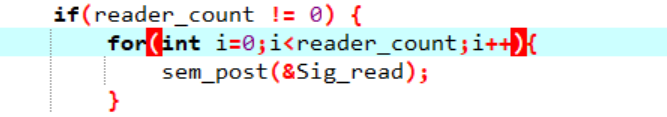 if(reader_count != 0) {
for(int i=0;i<reader_count;i++){
sem_post(&Sig_read);
}